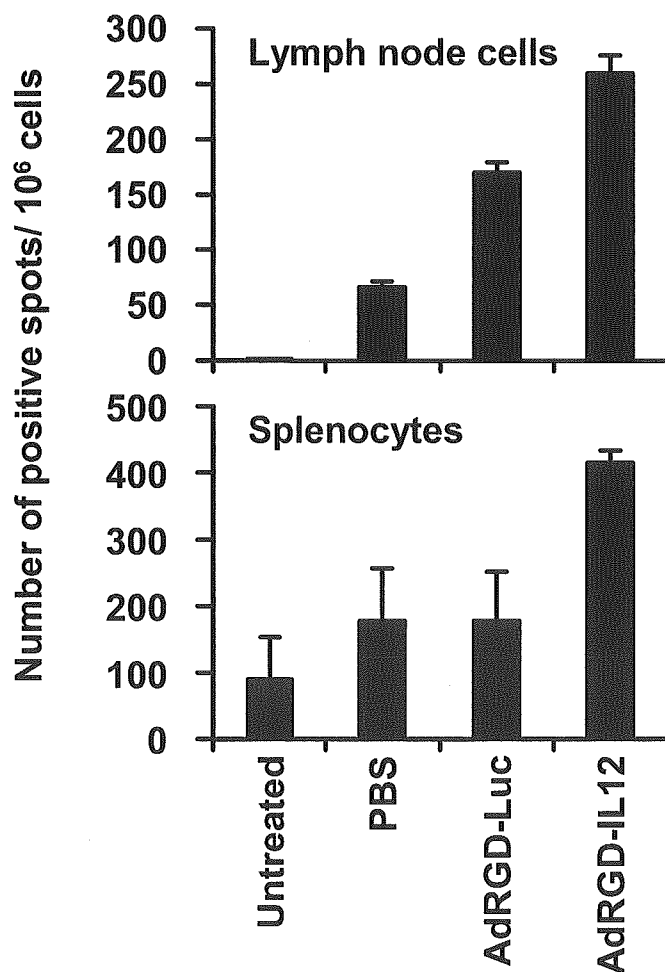 Number of positive spots/ 10⁶ cells
Lymph node cells
300
250
200
150
100
50
0
Splenocytes
500
400
300
200
100
0
Untreated
PBS
AdRGD-Luc
AdRGD-IL12